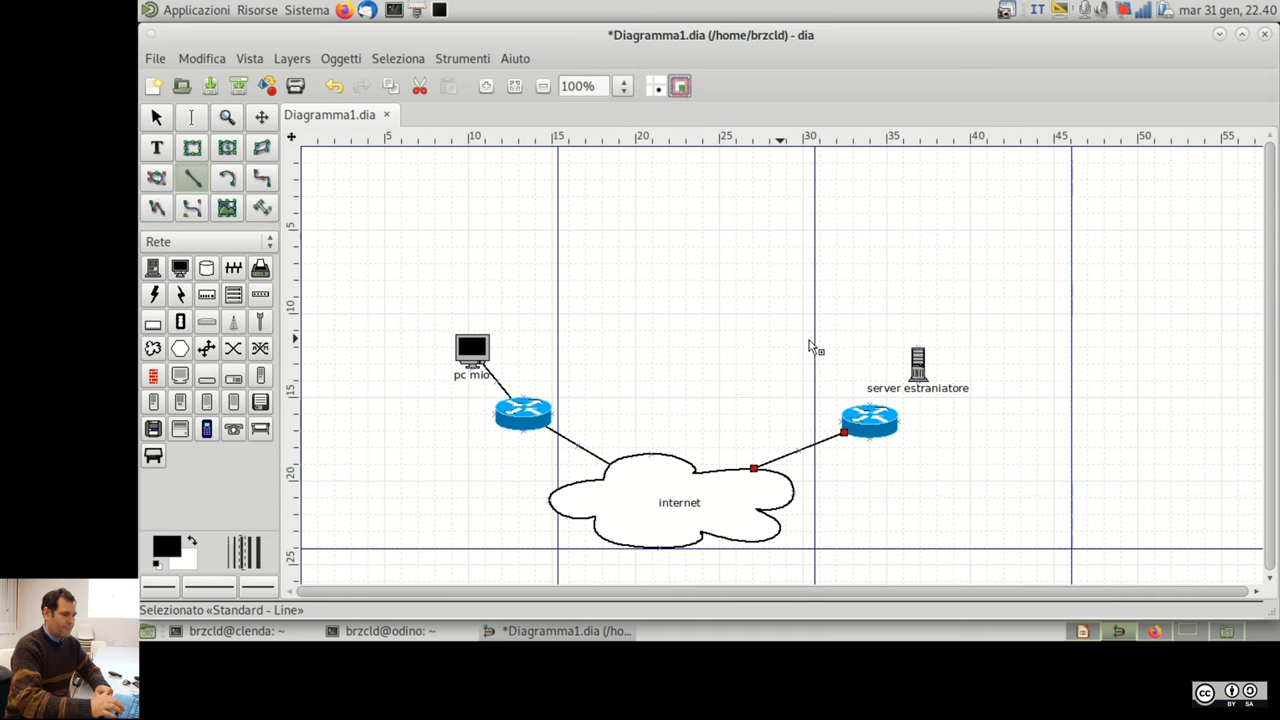 Applicazioni Risorse Sistema
IT
mar 31 gen, 22.40
*Diagramma1.dia (/home/brzcld) - dia
File Modifica Vista Layers Oggetti Seleziona Strumenti Aiuto
100%
Diagramma1.dia
5 10 15 20 25 30 35 40 45 50 55
T
5
Rete
10
pc mio
15
server estraniatore
20
internet
25
Selezionato «Standard - Line»
brzcld@clenda: ~
brzcld@odino: ~
*Diagramma1.dia (/ho...
cc
BY SA